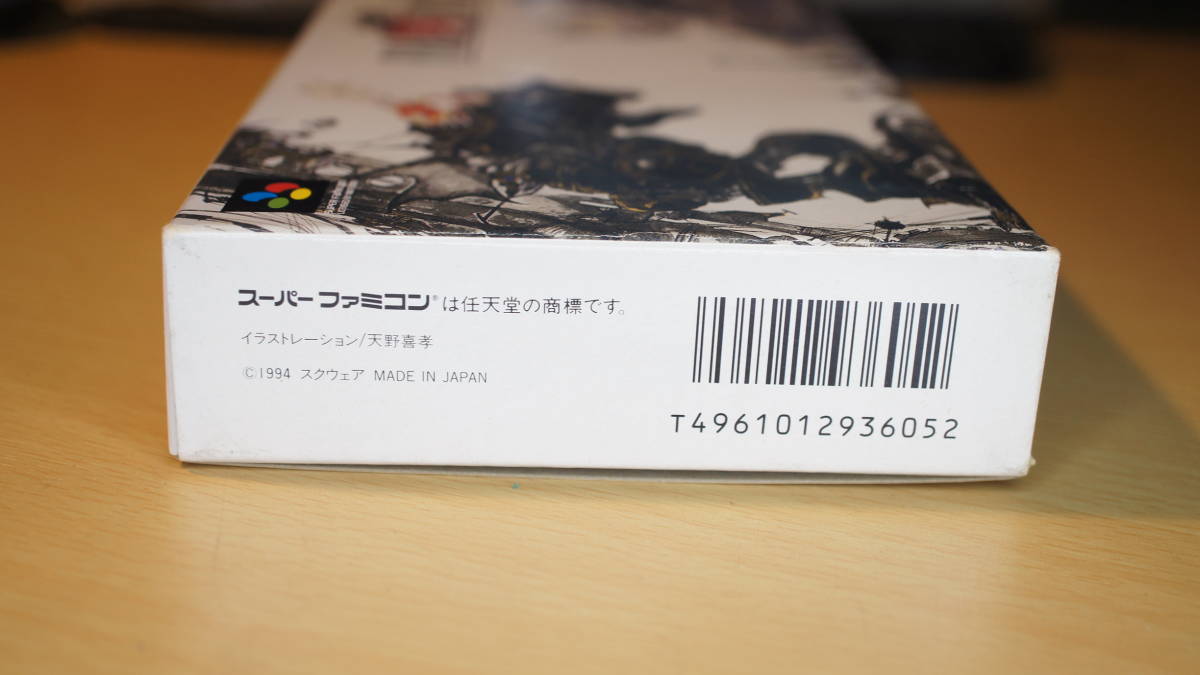 スーパーファミコン®は任天堂の商標です。
イラストレーション/天野喜孝
©1994 スクウェア MADE IN JAPAN
T4961012936052